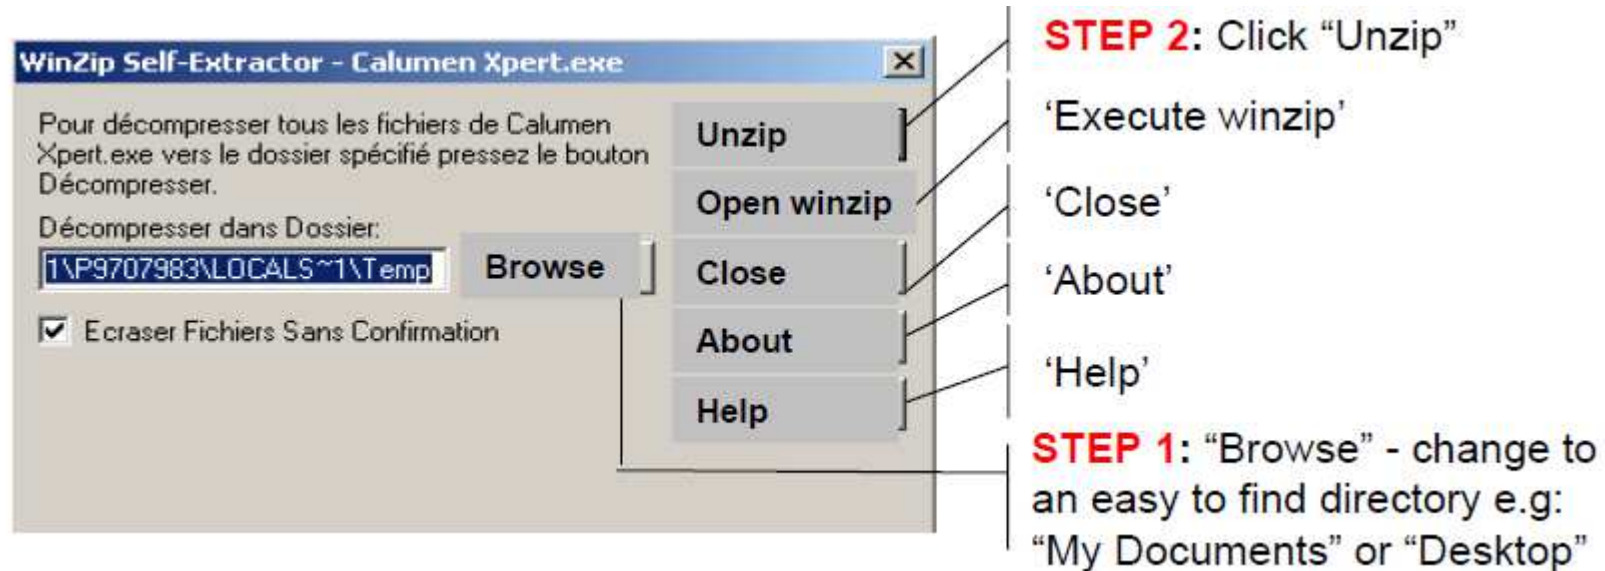 WinZip Self-Extractor - Calumen Xpert.exe
Pour décompresser tous les fichiers de Calumen
Xpert.exe vers le dossier spécifié pressez le bouton
Décompresser.
Décompresser dans Dossier:
1\P9707983\LOCALS~1\Temp
Browse
Ecraser Fichiers Sans Confirmation
Unzip
Open winzip
Close
About
Help
STEP 2: Click “Unzip”
‘Execute winzip’
‘Close’
‘About’
‘Help’
STEP 1: “Browse” - change to
an easy to find directory e.g:
“My Documents” or “Desktop”